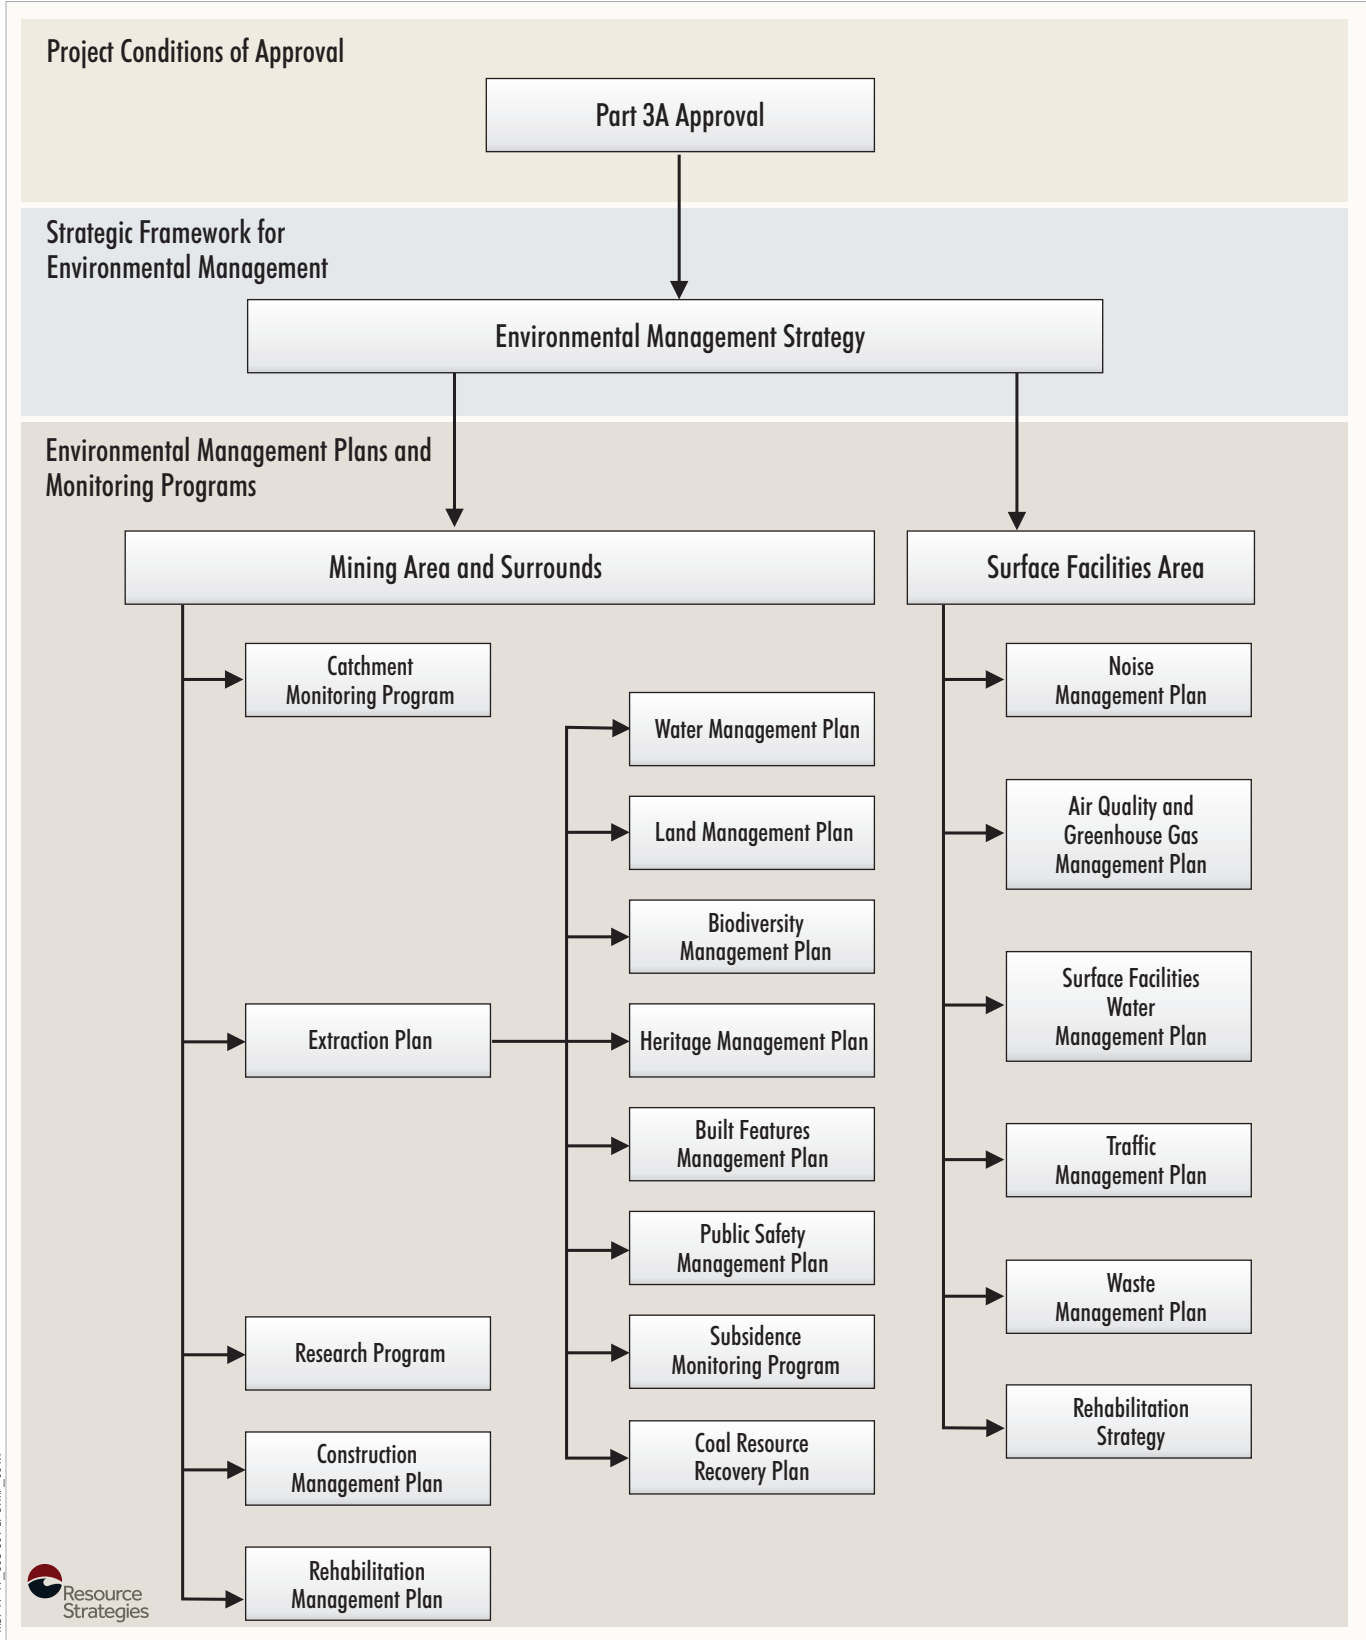 Project Conditions of Approval
Part 3A Approval
Strategic Framework for
Environmental Management
Environmental Management Strategy
Environmental Management Plans and
Monitoring Programs
Mining Area and Surrounds
Catchment
Monitoring Program
Extraction Plan
Research Program
Construction
Management Plan
Rehabilitation
Management Plan
Water Management Plan
Land Management Plan
Biodiversity
Management Plan
Heritage Management Plan
Built Features
Management Plan
Public Safety
Management Plan
Subsidence
Monitoring Program
Coal Resource
Recovery Plan
Surface Facilities Area
Noise
Management Plan
Air Quality and
Greenhouse Gas
Management Plan
Surface Facilities
Water
Management Plan
Traffic
Management Plan
Waste
Management Plan
Rehabilitation
Strategy
Resource
Strategies